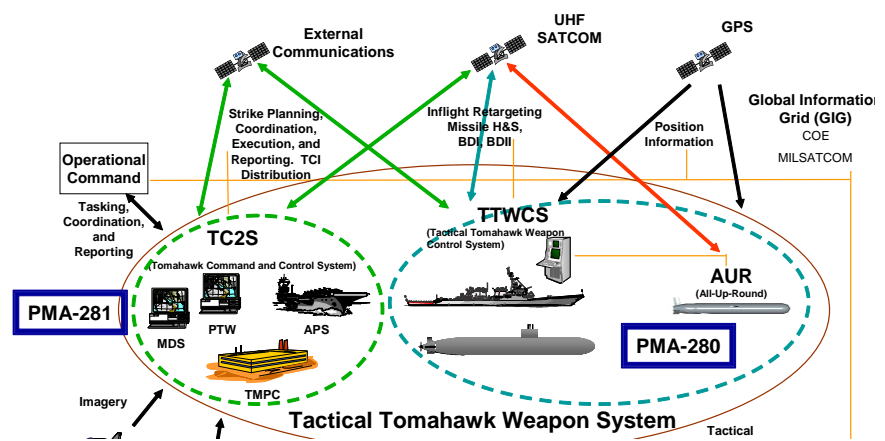 External
Communications
UHF
SATCOM
GPS
Strike Planning,
Coordination,
Execution, and
Reporting. TCI
Distribution
Inflight Retargeting
Missile H&S,
BDI, BDII
Position
Information
Global Information
Grid (GIG)
COE
MILSATCOM
Operational
Command
Tasking,
Coordination,
and
Reporting
TC2S
(Tomahawk Command and Control System)
TTWCS
(Tactical Tomahawk Weapon
Control System)
AUR
(All-Up-Round)
PMA-281
MDS
PTW
APS
TMPC
PMA-280
Imagery
Tactical Tomahawk Weapon System
Tactical